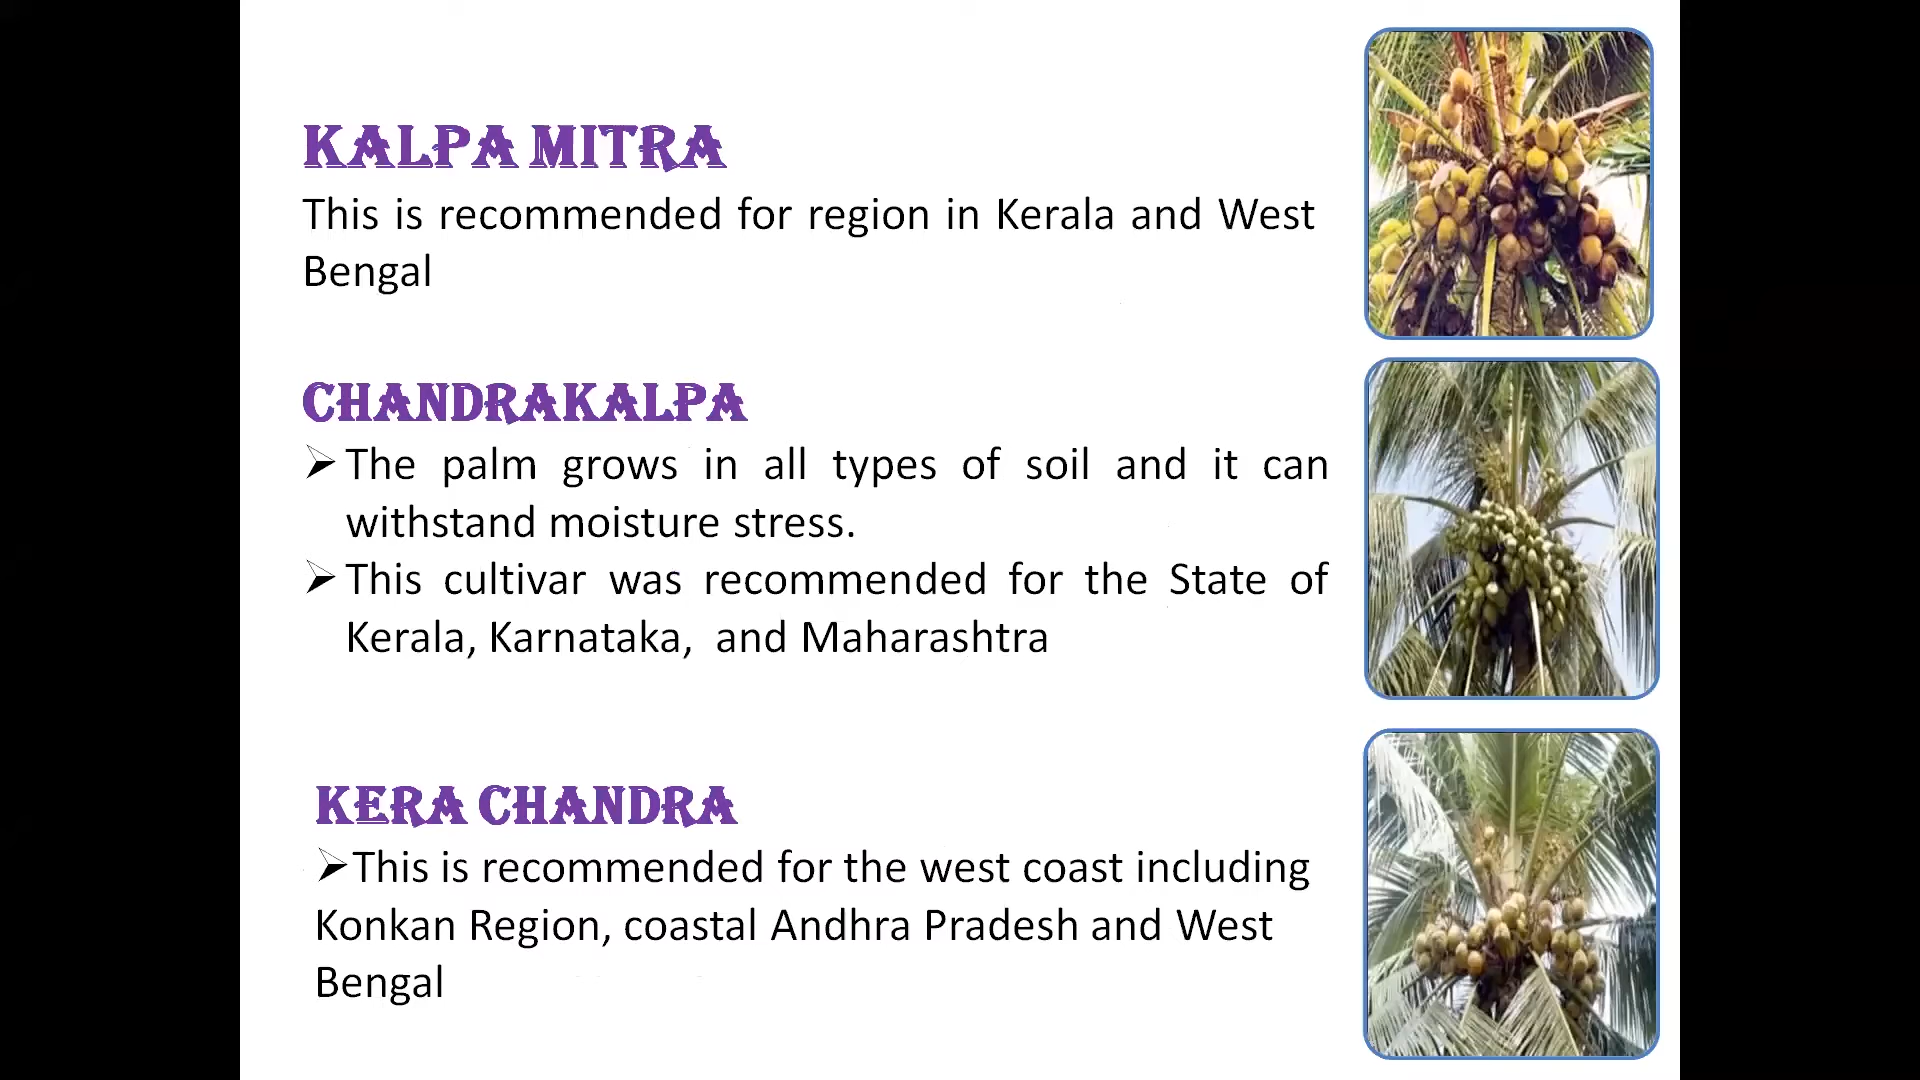 KALPA MITRA
This is recommended for region in Kerala and West
Bengal
CHANDRAKALPA
➢ The palm grows in all types of soil and it can
withstand moisture stress.
➢ This cultivar was recommended for the State of
Kerala, Karnataka, and Maharashtra
KERA CHANDRA
➢This is recommended for the west coast including
Konkan Region, coastal Andhra Pradesh and West
Bengal